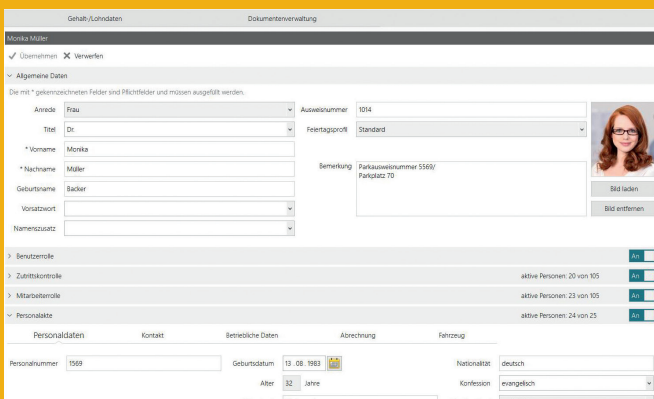 Gehalt-/Lohndaten Dokumentenverwaltung
Monika Müller
Übernehmen Verwerfen
Allgemeine Daten
Die mit * gekennzeichneten Felder sind Pflichtfelder und müssen ausgefüllt werden.
Anrede Frau Ausweisnummer 1014
Titel Dr. Feiertagsprofil Standard
* Vorname Monika
* Nachname Müller Bemerkung Parkausweisnummer 5569/
Parkplatz 70
Geburtsname Backer Bild laden
Vorsatzwort Bild entfernen
Namenszusatz
Benutzerrolle An
Zutrittskontrolle aktive Personen: 20 von 105 An
Mitarbeiterrolle aktive Personen: 23 von 105 An
Personalakte aktive Personen: 24 von 25 An
Personaldaten Kontakt Betriebliche Daten Abrechnung Fahrzeug
Personalnummer 1569 Geburtsdatum 13 . 08 . 1983 Nationalität deutsch
Alter 32 Jahre Konfession evangelisch